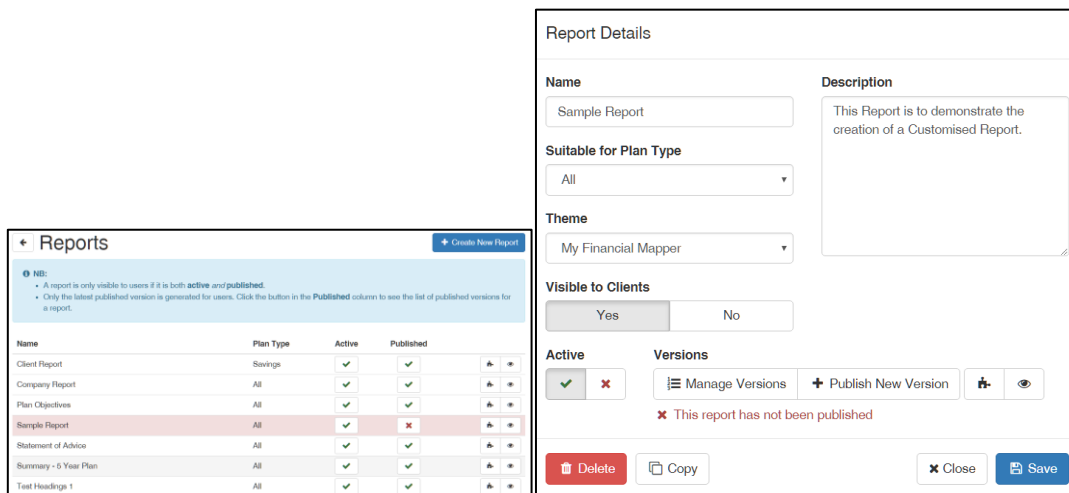 Reports
+ Create New Report
NB:
• A report is only visible to users if it is both active and published.
• Only the latest published version is generated for users. Click the button in the Published column to see the list of published versions for
a report.
Name Plan Type Active Published
Client Report Savings
Company Report All
Plan Objectives All
Sample Report All
Statement of Advice All
Summary - 5 Year Plan All
Test Headings 1 All
Report Details
Name
Sample Report
Description
This Report is to demonstrate the
creation of a Customised Report.
Suitable for Plan Type
All
Theme
My Financial Mapper
Visible to Clients
Yes No
Active Versions
Manage Versions + Publish New Version
This report has not been published
Delete Copy Close Save